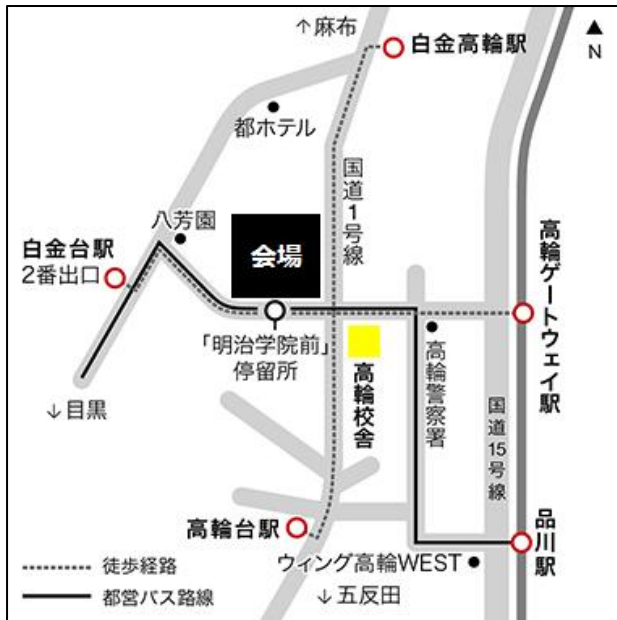 ↑麻布
白金高輪駅
▲
N
都ホテル
国道1号線
八芳園
白金台駅
2番出口
会場
高輪ゲートウェイ駅
「明治学院前」
停留所
高輪校舎
高輪警察署
↓目黒
国道15号線
高輪台駅
品川駅
ウィング高輪WEST
↓五反田
徒歩経路
都営バス路線